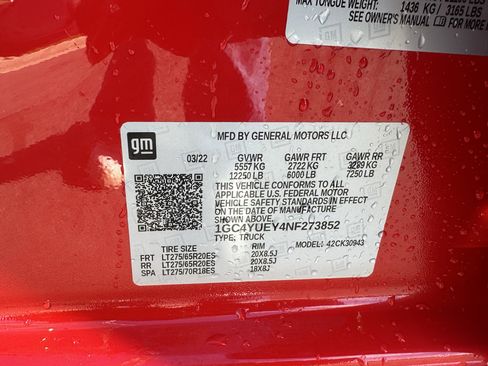 MAX TONGUE WEIGHT: 1436 KG / 3165 LBS
SEE OWNER'S MANUAL FOR MORE
gm
MFD BY GENERAL MOTORS LLC
03/22 GVWR GAWR FRT GAWR RR
5557 KG 2722 KG 3289 KG
12250 LB 6000 LB 7250 LB
THIS VEHICLE CONFORMS TO ALL
APPLICABLE U.S. FEDERAL MOTOR
VEHICLE SAFETY STANDARDS IN
EFFECT ON THE DATE OF
MANUFACTURE SHOWN ABOVE.
1GC4YUEY4NF273852
TYPE: TRUCK MODEL: 42CK30943
TIRE SIZE RIM
FRT LT275/65R20ES 20X8.5J
RR LT275/65R20ES 20X8.5J
SPA LT275/70R18ES 18X8J